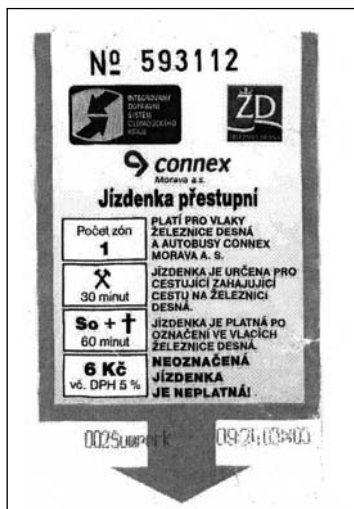 Nº 593112
INTEGROVANÝ
DOPRAVNÍ
SYSTÉM
OLOMOUCKÉHO
KRAJE
ŽD
ŽELEZNICE DESNÁ
connex
Morava a.s.
Jízdenka přestupní
Počet zón
1
PLATÍ PRO VLAKY
ŽELEZNICE DESNÁ
A AUTOBUSY CONNEX
MORAVA A. S.
30 minut
JÍZDENKA JE URČENA PRO
CESTUJÍCÍ ZAHAJUJÍCÍ
CESTU NA ŽELEZNICI
DESNÁ.
So + †
60 minut
JÍZDENKA JE PLATNÁ PO
OZNAČENÍ VE VLACÍCH
ŽELEZNICE DESNÁ.
6 Kč
vč. DPH 5 %
NEOZNAČENÁ
JÍZDENKA
JE NEPLATNÁ!